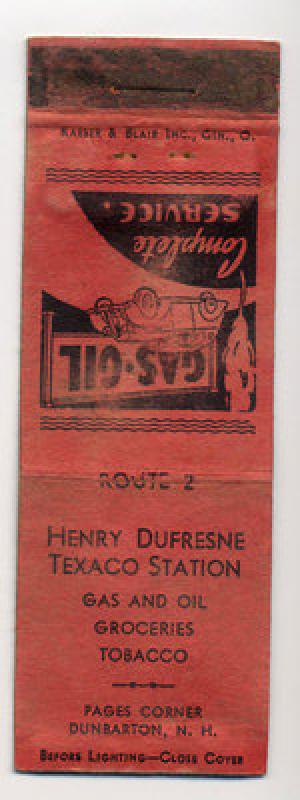 KAESER & BLAIR INC., CIN., O.
Complete
SERVICE.
GAS-OIL
ROUTE 2
HENRY DUFRESNE
TEXACO STATION
GAS AND OIL
GROCERIES
TOBACCO
PAGES CORNER
DUNBARTON, N. H.
BEFORE LIGHTING—CLOSE COVER